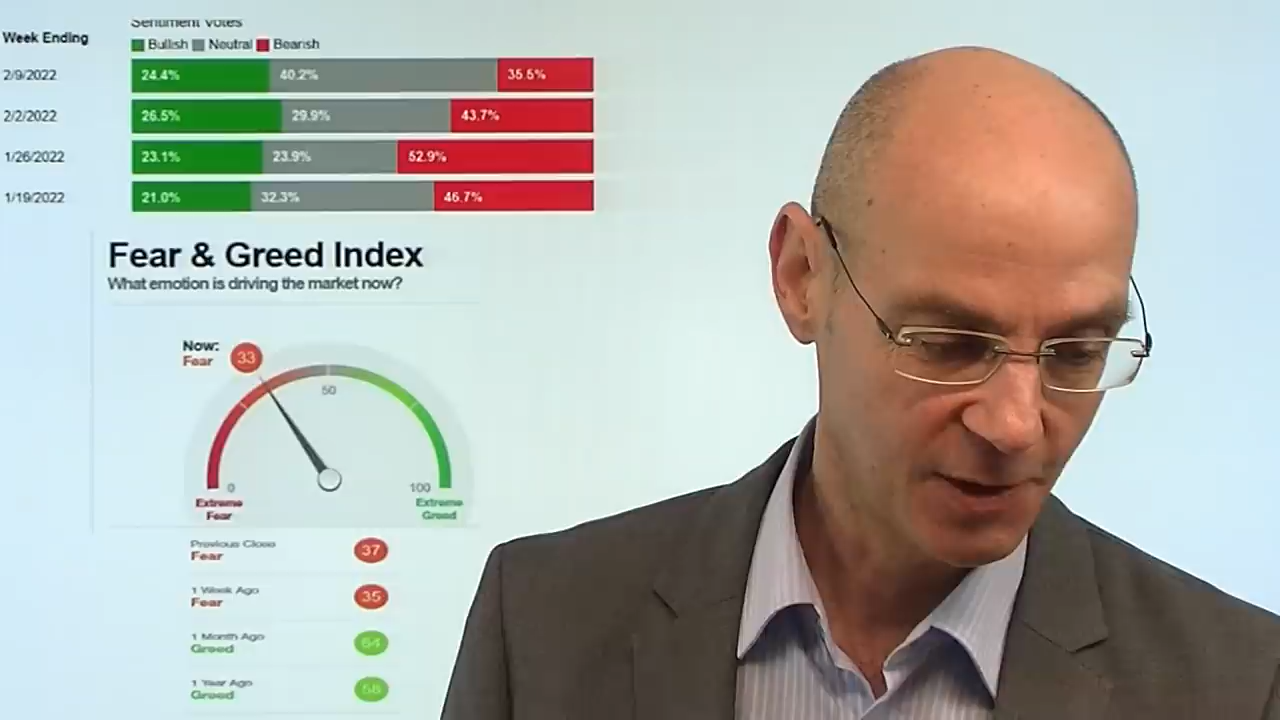 Sentiment Votes
Week Ending
Bullish Neutral Bearish
2/9/2022 24.4% 40.2% 35.5%
2/2/2022 26.5% 29.9% 43.7%
1/26/2022 23.1% 23.9% 52.9%
1/19/2022 21.0% 32.3% 46.7%
Fear & Greed Index
What emotion is driving the market now?
Now:
Fear
33
50
0
100
Extreme
Fear
Extreme
Greed
Previous Close
Fear
37
1 Week Ago
Fear
35
1 Month Ago
Greed
64
1 Year Ago
Greed
58